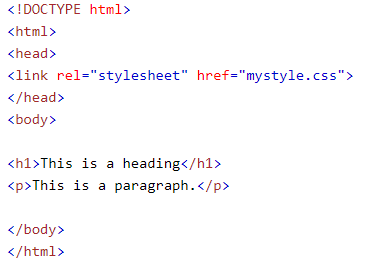 <!DOCTYPE html>
<html>
<head>
<link rel="stylesheet" href="mystyle.css">
</head>
<body>

<h1>This is a heading</h1>
<p>This is a paragraph.</p>

</body>
</html>